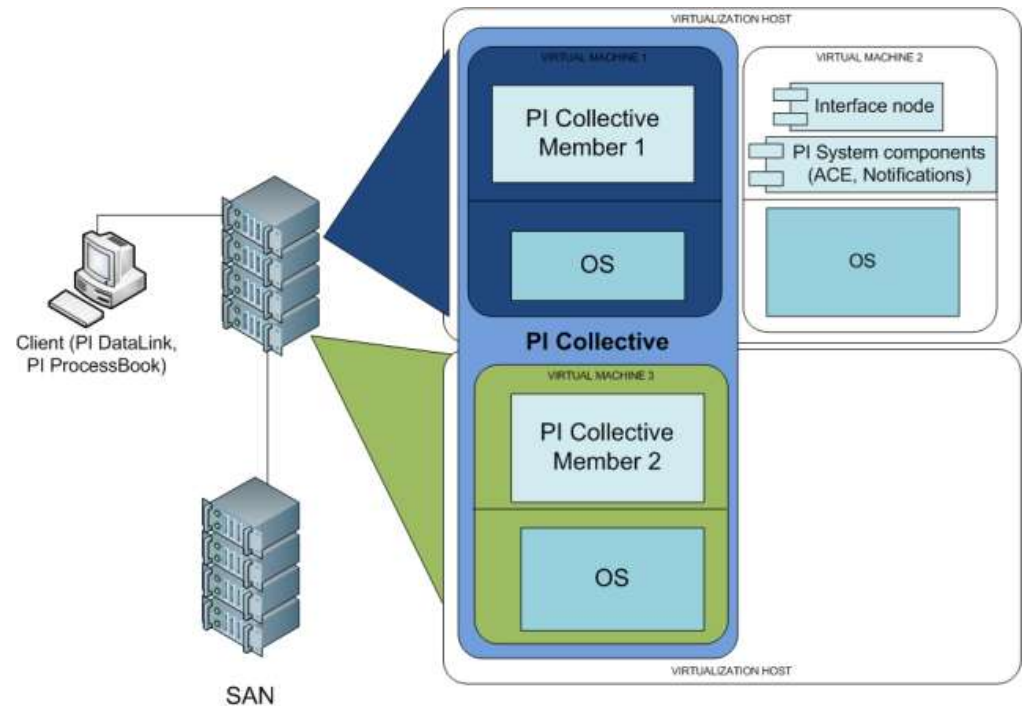 VIRTUALIZATION HOST
VIRTUAL MACHINE 1
PI Collective
Member 1
OS
VIRTUAL MACHINE 2
Interface node
PI System components
(ACE, Notifications)
OS
Client (PI DataLink,
PI ProcessBook)
PI Collective
VIRTUAL MACHINE 3
PI Collective
Member 2
OS
VIRTUALIZATION HOST
SAN